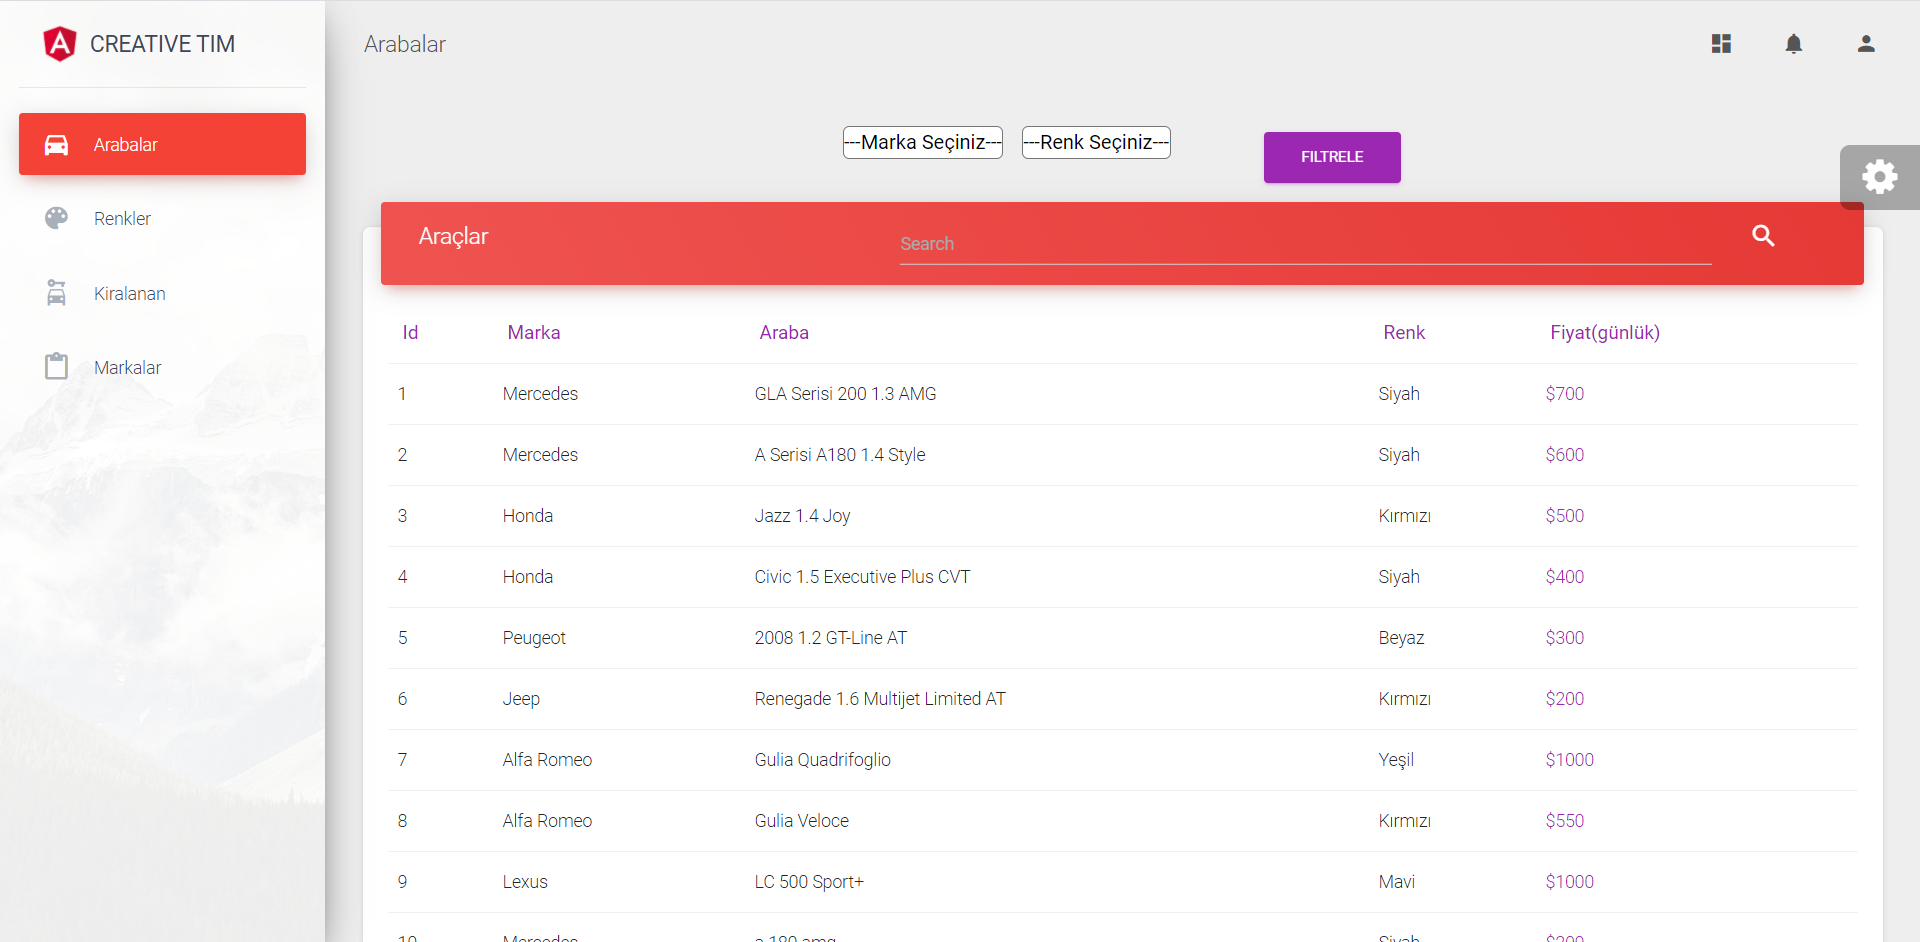 CREATIVE TIM
Arabalar
Renkler
Kiralanan
Markalar
Arabalar
---Marka Seçiniz---
---Renk Seçiniz---
FILTRELE
Araçlar
Search
Id Marka Araba Renk Fiyat(günlük)
1 Mercedes GLA Serisi 200 1.3 AMG Siyah $700
2 Mercedes A Serisi A180 1.4 Style Siyah $600
3 Honda Jazz 1.4 Joy Kırmızı $500
4 Honda Civic 1.5 Executive Plus CVT Siyah $400
5 Peugeot 2008 1.2 GT-Line AT Beyaz $300
6 Jeep Renegade 1.6 Multijet Limited AT Kırmızı $200
7 Alfa Romeo Gulia Quadrifoglio Yeşil $1000
8 Alfa Romeo Gulia Veloce Kırmızı $550
9 Lexus LC 500 Sport+ Mavi $1000
10 Mercedes a 180 amg Siyah